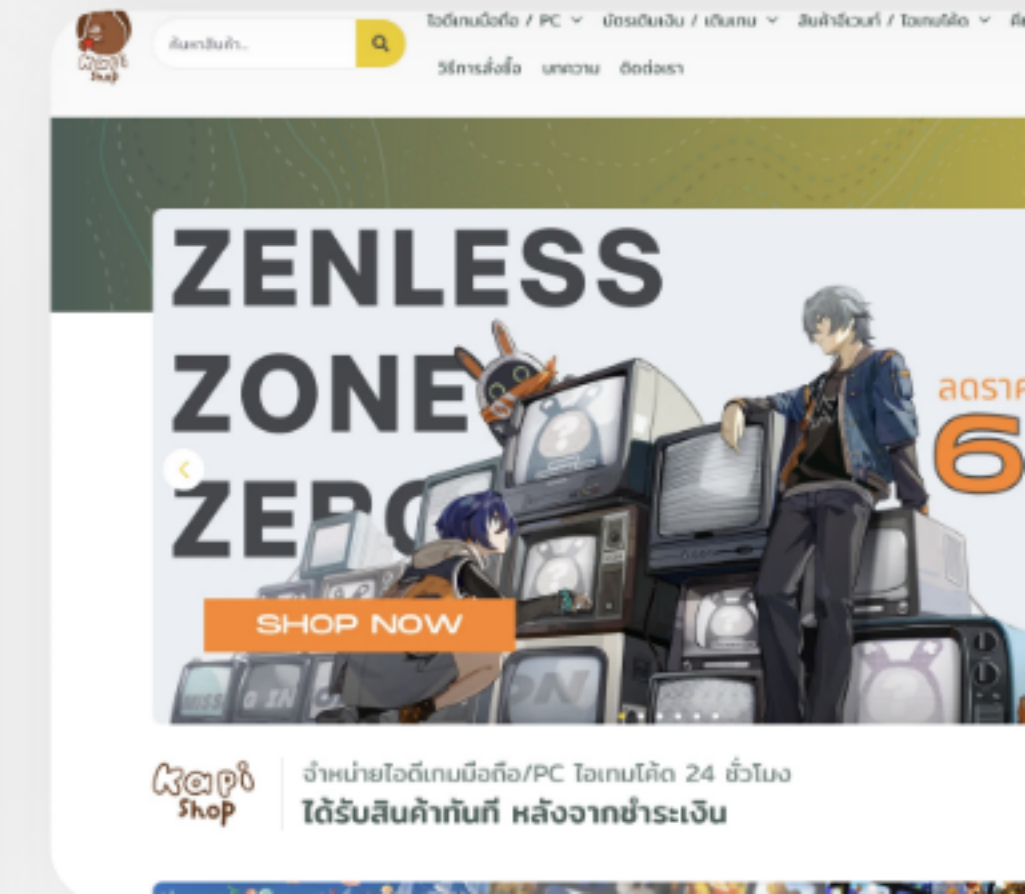 Kapi
Shop
ค้นหาสินค้า..
ไอดีเกมมือถือ / PC
บัตรเติมเงิน / เติมเกม
สินค้าอีเวนท์ / ไอเทมโค้ด
วิธีการสั่งซื้อ บทความ ติดต่อเรา
ZENLESS
ZONE
ZERO
ลดราค
6
SHOP NOW
MISS
G IN
ON
Kapi
Shop
จำหน่ายไอดีเกมมือถือ/PC ไอเทมโค้ด 24 ชั่วโมง
ได้รับสินค้าทันที หลังจากชำระเงิน